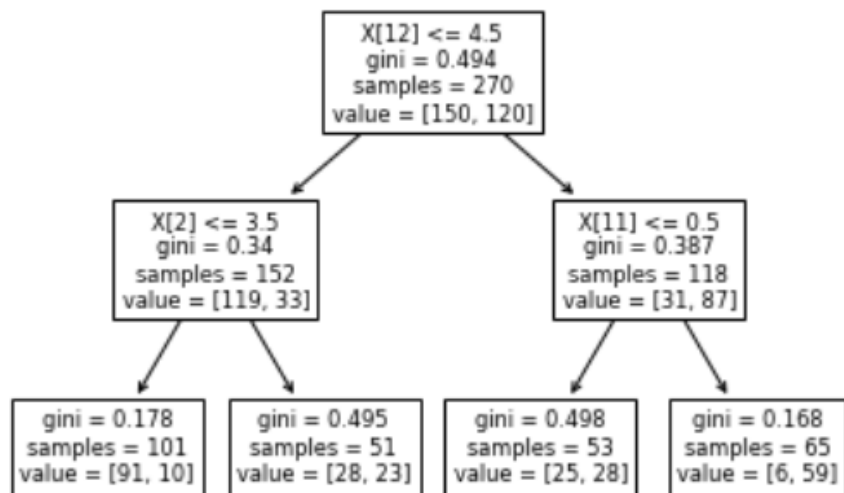 X[12] <= 4.5
gini = 0.494
samples = 270
value = [150, 120]
X[2] <= 3.5
gini = 0.34
samples = 152
value = [119, 33]
X[11] <= 0.5
gini = 0.387
samples = 118
value = [31, 87]
gini = 0.178
samples = 101
value = [91, 10]
gini = 0.495
samples = 51
value = [28, 23]
gini = 0.498
samples = 53
value = [25, 28]
gini = 0.168
samples = 65
value = [6, 59]